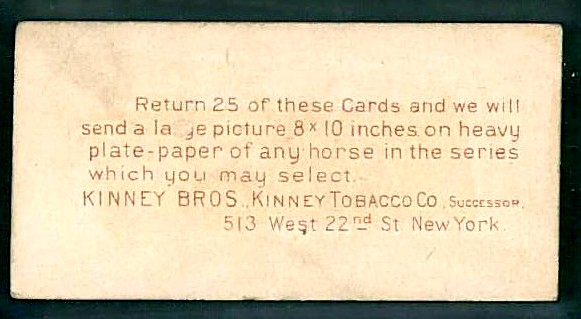 Return 25 of these Cards and we will
send a picture 8 x 10 inches on heavy
plate-paper of any horse in the series
which you may select.
KINNEY BROS., KINNEY TOBACCO CO., SUCCESSOR,
513 West 22nd St New York.